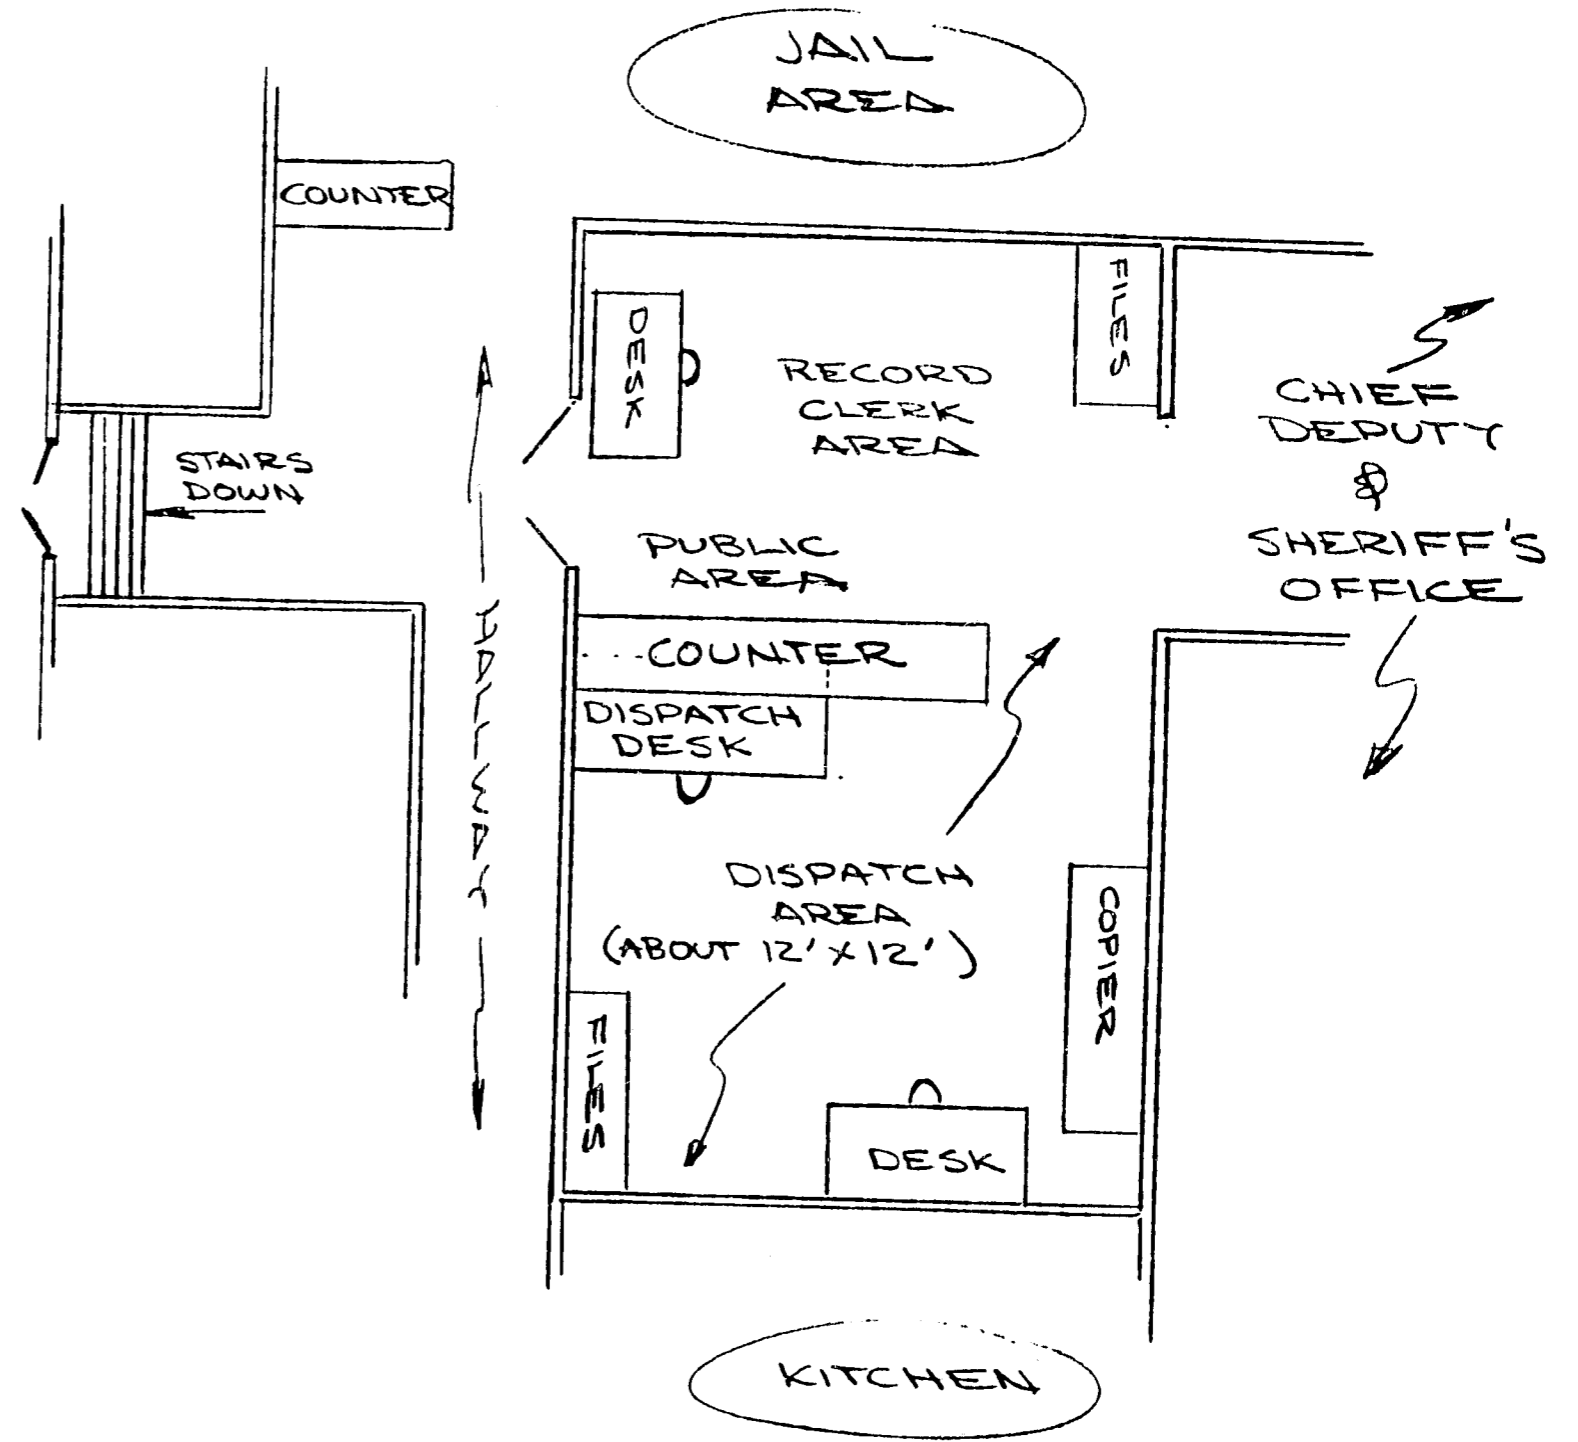 JAIL
AREA
COUNTER
DESK
FILES
RECORD
CLERK
AREA
CHIEF
DEPUTY
&
SHERIFF'S
OFFICE
STAIRS
DOWN
PUBLIC
AREA
HALLWAY
COUNTER
DISPATCH
DESK
DISPATCH
AREA
(ABOUT 12' X 12')
COPIER
FILES
DESK
KITCHEN